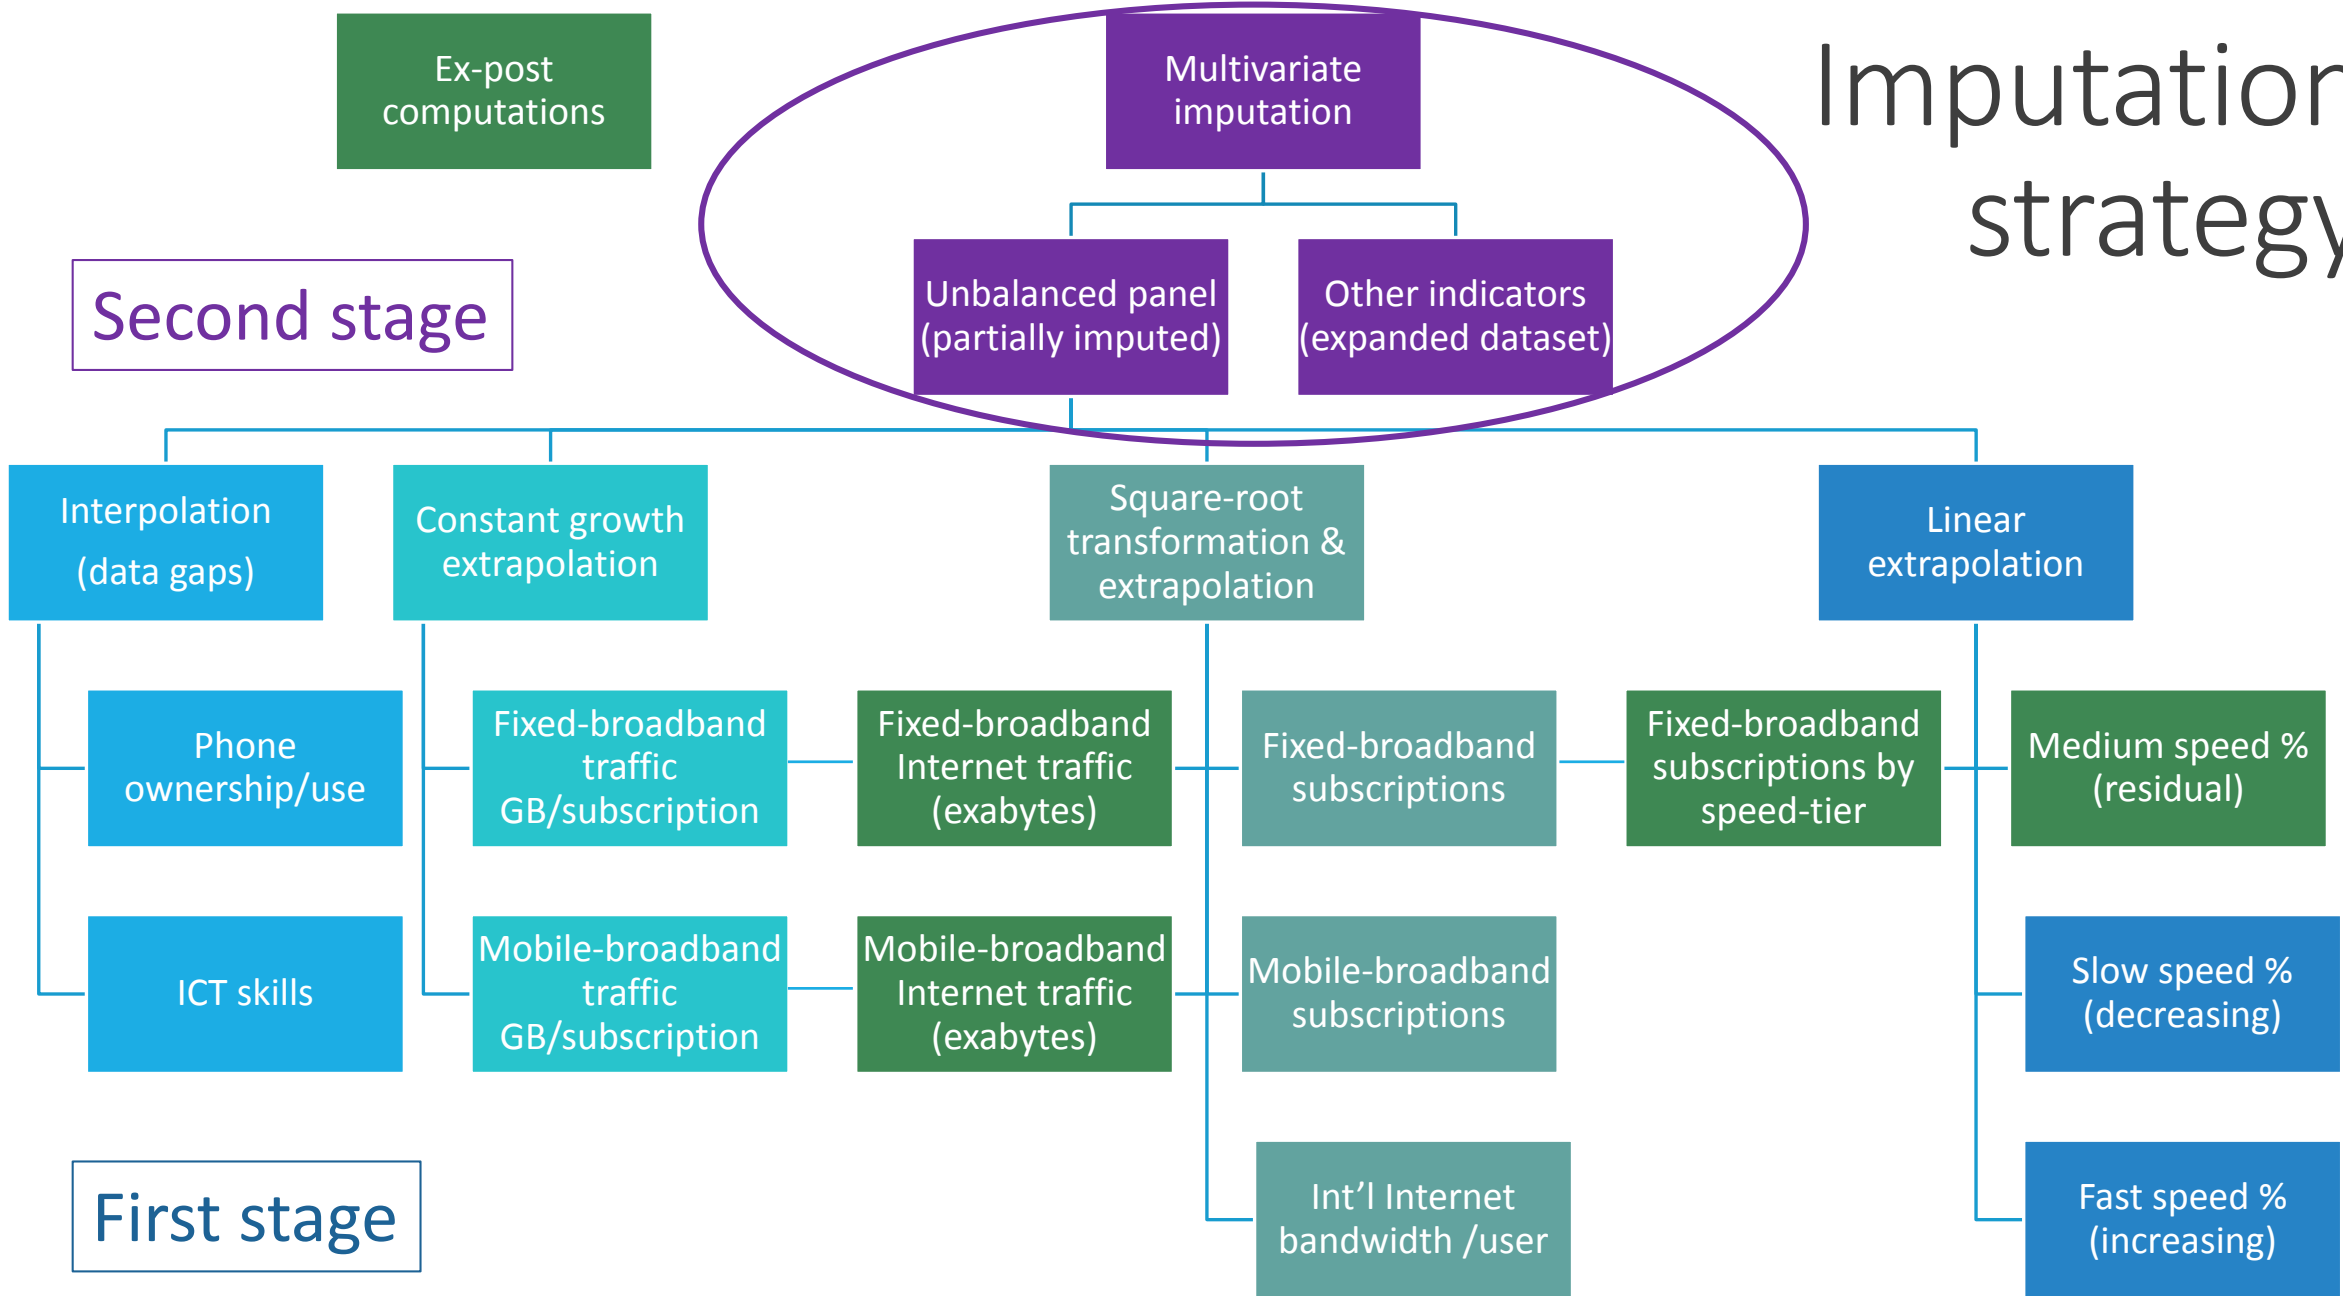 Ex-post
computations
Multivariate
imputation
Imputation
strategy
Second stage
Unbalanced panel
(partially imputed)
Other indicators
(expanded dataset)
Interpolation
(data gaps)
Constant growth
extrapolation
Square-root
transformation &
extrapolation
Linear
extrapolation
Phone
ownership/use
Fixed-broadband
traffic
GB/subscription
Fixed-broadband
Internet traffic
(exabytes)
Fixed-broadband
subscriptions
Fixed-broadband
subscriptions by
speed-tier
Medium speed %
(residual)
ICT skills
Mobile-broadband
traffic
GB/subscription
Mobile-broadband
Internet traffic
(exabytes)
Mobile-broadband
subscriptions
Slow speed %
(decreasing)
First stage
Int’l Internet
bandwidth /user
Fast speed %
(increasing)